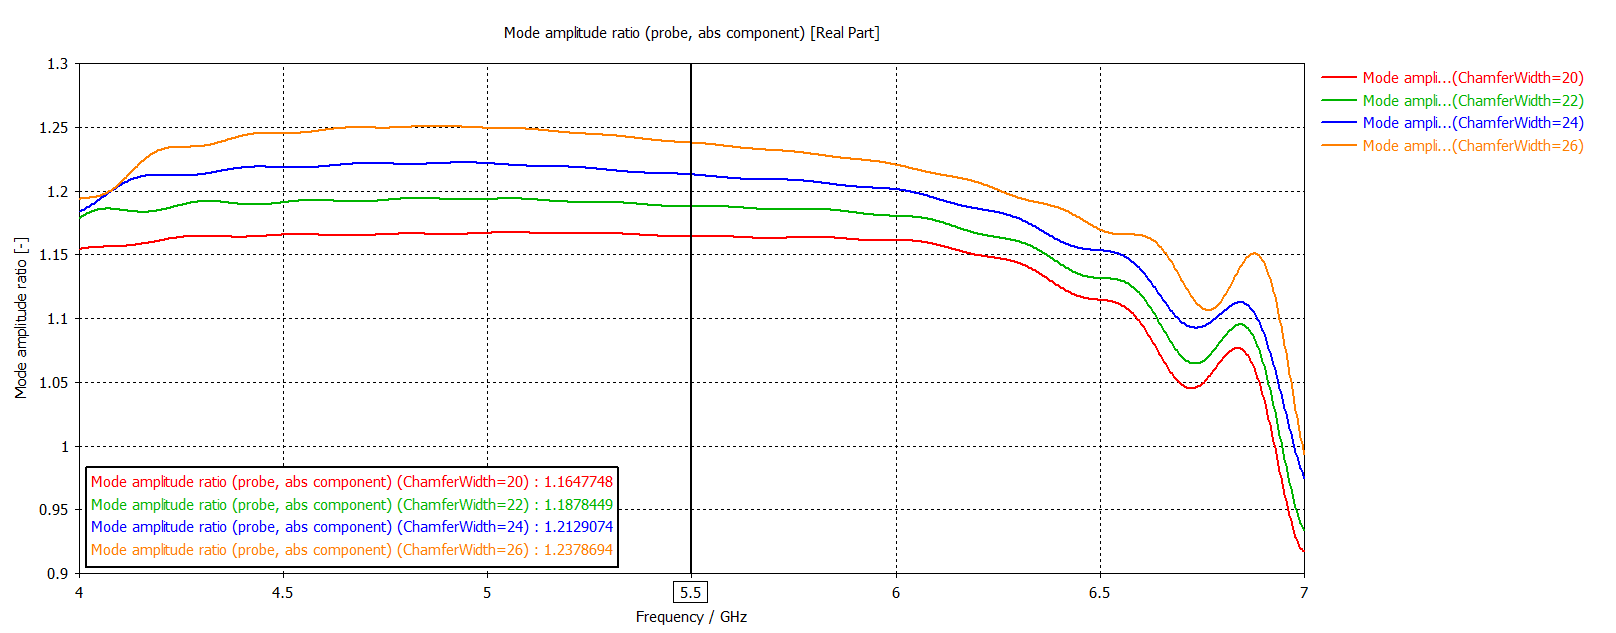 Mode amplitude ratio (probe, abs component) [Real Part]
1.3
1.25
1.2
1.15
1.1
1.05
1
0.95
0.9
Mode amplitude ratio [-]
Mode ampli...(ChamferWidth=20)
Mode ampli...(ChamferWidth=22)
Mode ampli...(ChamferWidth=24)
Mode ampli...(ChamferWidth=26)
Mode amplitude ratio (probe, abs component) (ChamferWidth=20) : 1.1647748
Mode amplitude ratio (probe, abs component) (ChamferWidth=22) : 1.1878449
Mode amplitude ratio (probe, abs component) (ChamferWidth=24) : 1.2129074
Mode amplitude ratio (probe, abs component) (ChamferWidth=26) : 1.2378694
4 4.5 5 5.5 6 6.5 7
Frequency / GHz